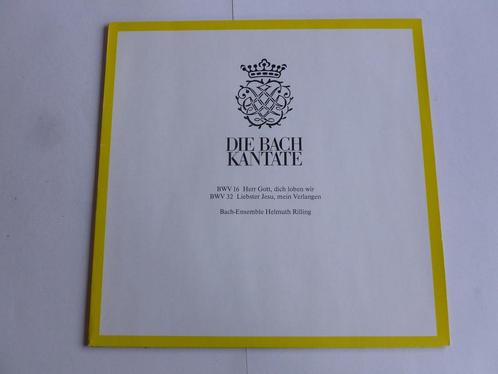 DIE BACH
KANTATE
BWV 16 Herr Gott, dich loben wir
BWV 32 Liebster Jesu, mein Verlangen
Bach-Ensemble Helmuth Rilling